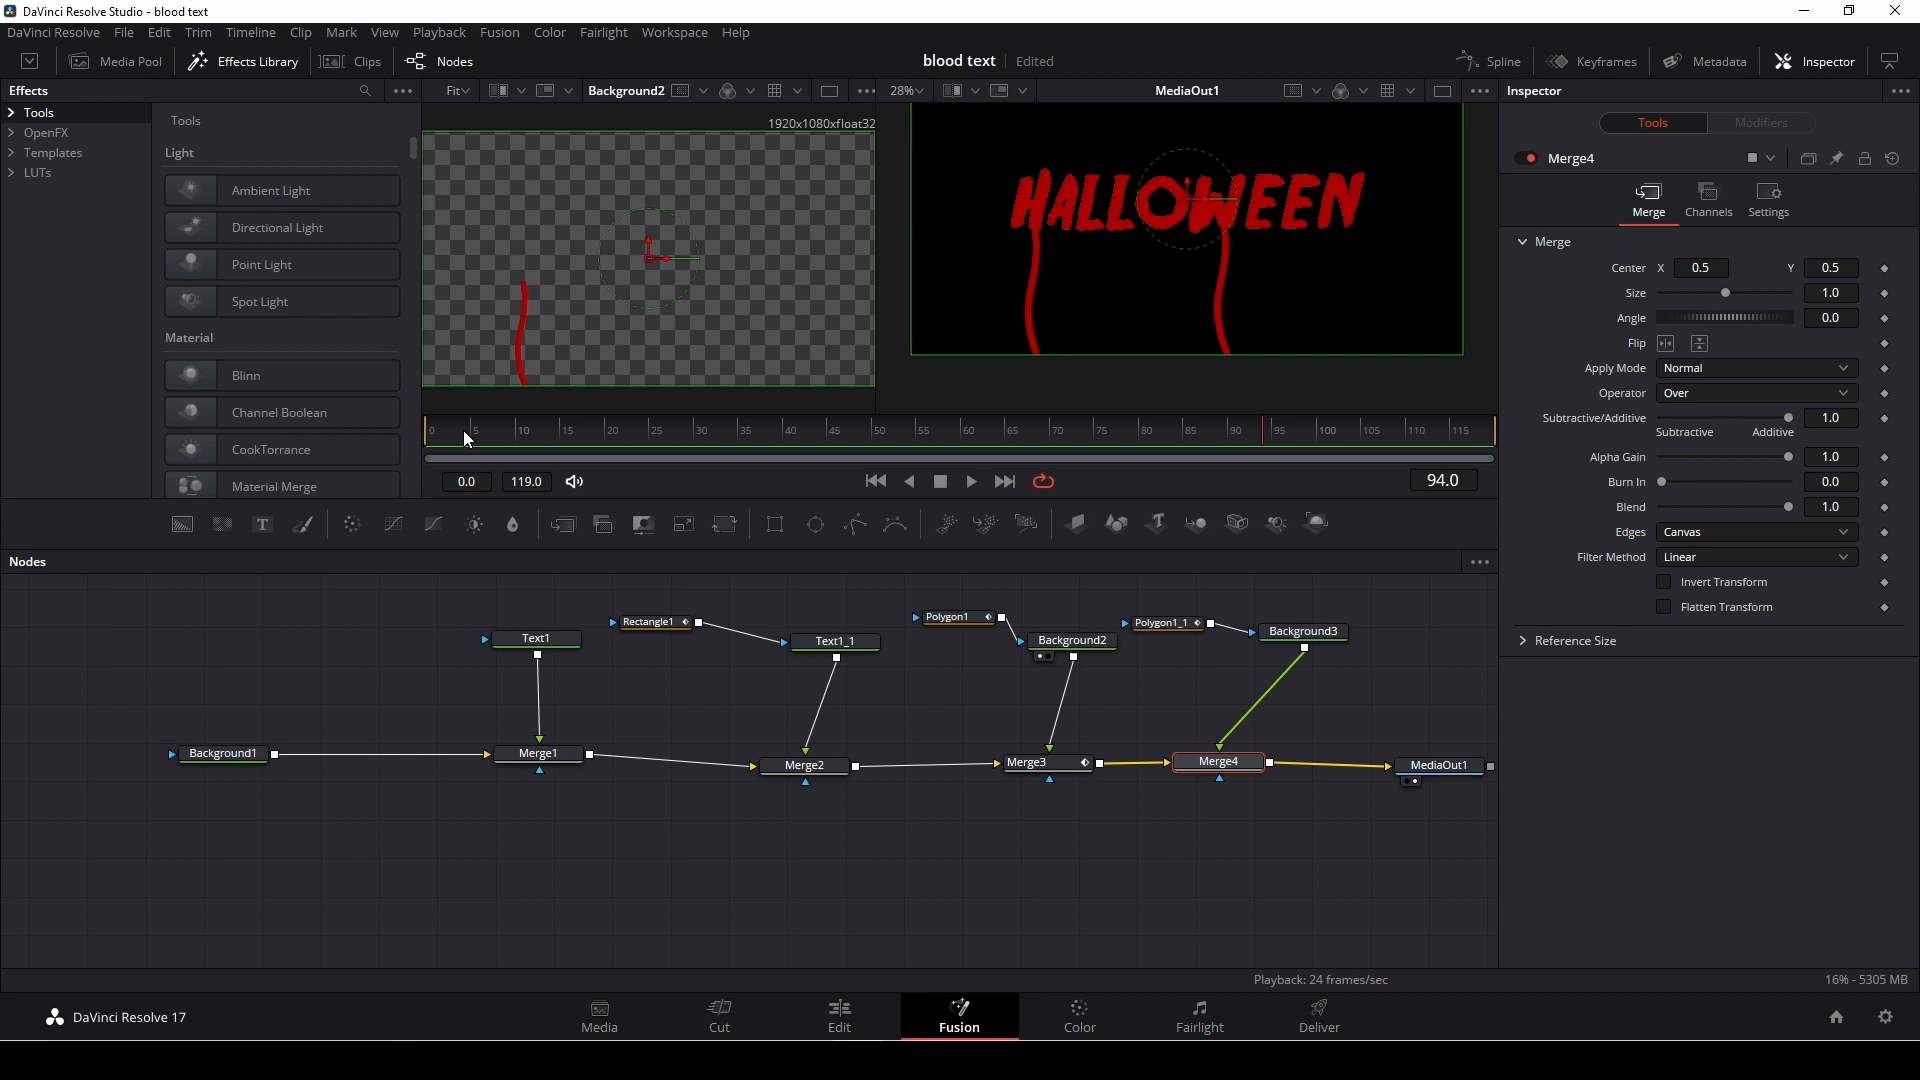 DaVinci Resolve Studio - blood text
DaVinci Resolve File Edit Trim Timeline Clip Mark View Playback Fusion Color Fairlight Workspace Help
Media Pool Effects Library Clips Nodes blood text Edited Spline Keyframes Metadata Inspector
Effects Fit Background2 28% MediaOut1 Inspector
Tools
OpenFX
Templates
LUTs
Tools
Light
Ambient Light
Directional Light
Point Light
Spot Light
Material
Blinn
Channel Boolean
CookTorrance
Material Merge
1920x1080xfloat32
HALLOWEEN
0 5 10 15 20 25 30 35 40 45 50 55 60 65 70 75 80 85 90 95 100 105 110 115
0.0 119.0 94.0
Tools Modifiers
Merge4
Merge Channels Settings
Merge
Center X 0.5 Y 0.5
Size 1.0
Angle 0.0
Flip
Apply Mode Normal
Operator Over
Subtractive/Additive 1.0
Subtractive Additive
Alpha Gain 1.0
Burn In 0.0
Blend 1.0
Edges Canvas
Filter Method Linear
Invert Transform
Flatten Transform
Reference Size
Nodes
Text1 Rectangle1 Text1_1 Polygon1 Background2 Polygon1_1 Background3
Background1 Merge1 Merge2 Merge3 Merge4 MediaOut1
Playback: 24 frames/sec 16% - 5305 MB
DaVinci Resolve 17 Media Cut Edit Fusion Color Fairlight Deliver